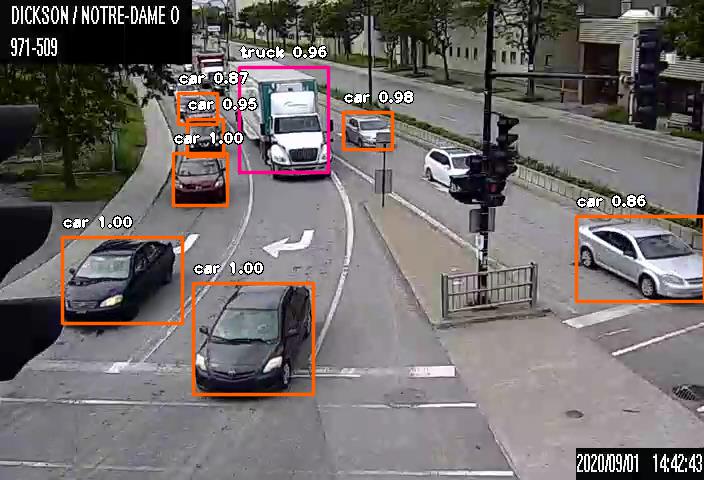 DICKSON / NOTRE-DAME O
971-509
truck 0.96
car 0.87
car 0.95
car 0.98
car 1.00
car 0.86
car 1.00
car 1.00
2020/09/01 14:42:43